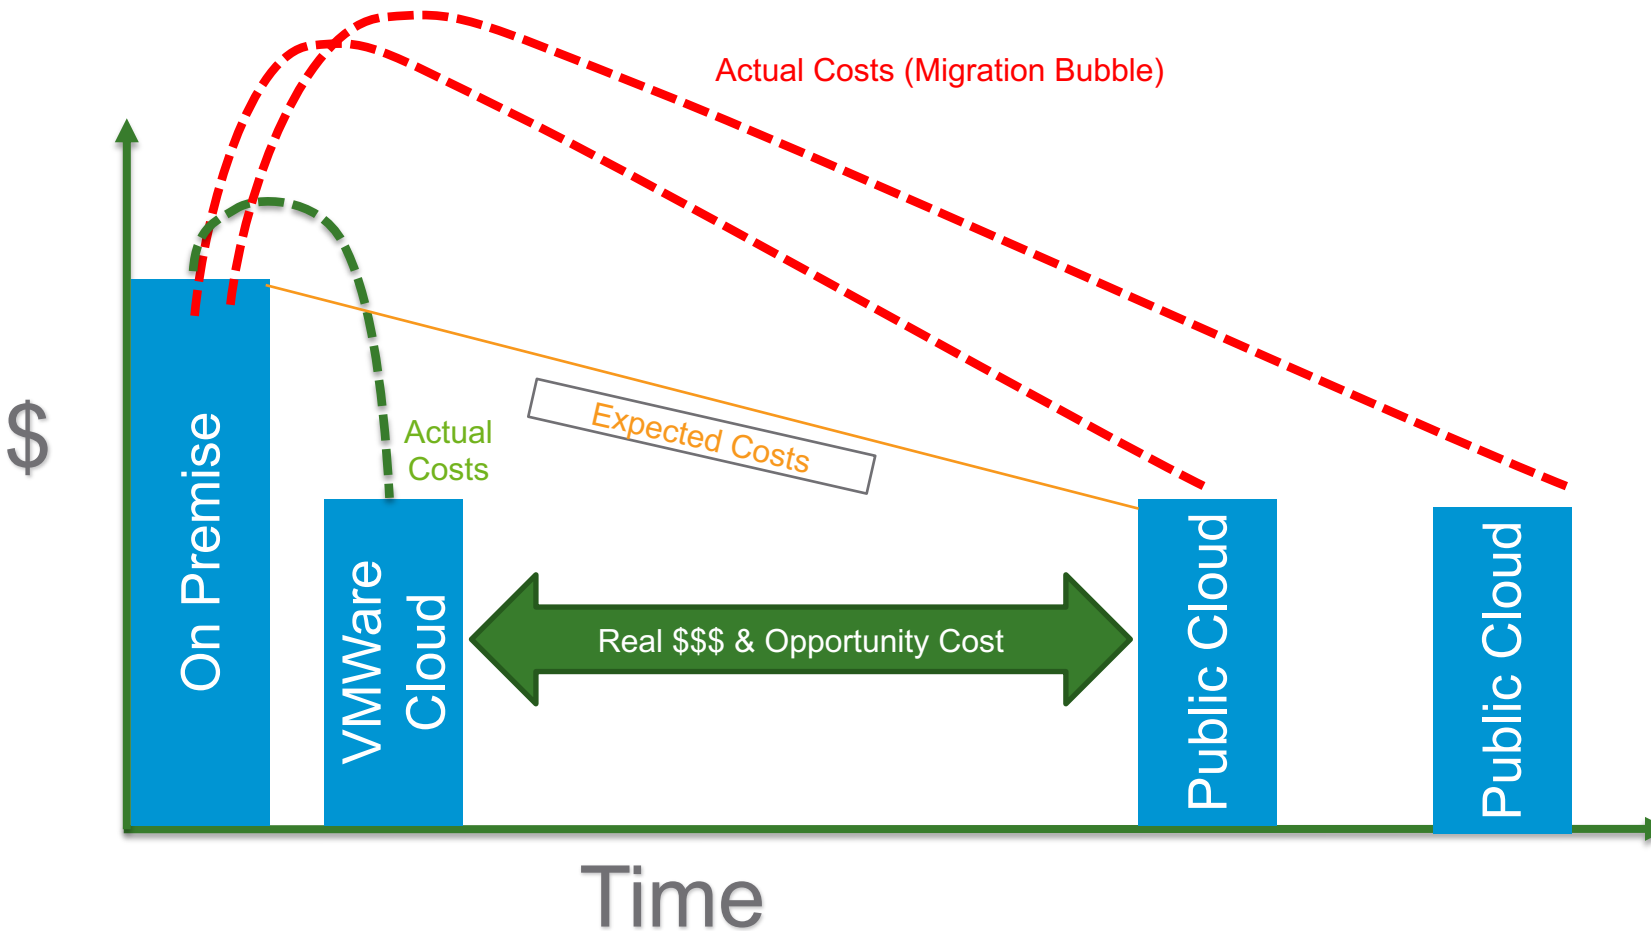 Actual Costs (Migration Bubble)
$
On Premise
Actual
Costs
Expected Costs
VMWare
Cloud
Real $$$ & Opportunity Cost
Public Cloud
Public Cloud
Time